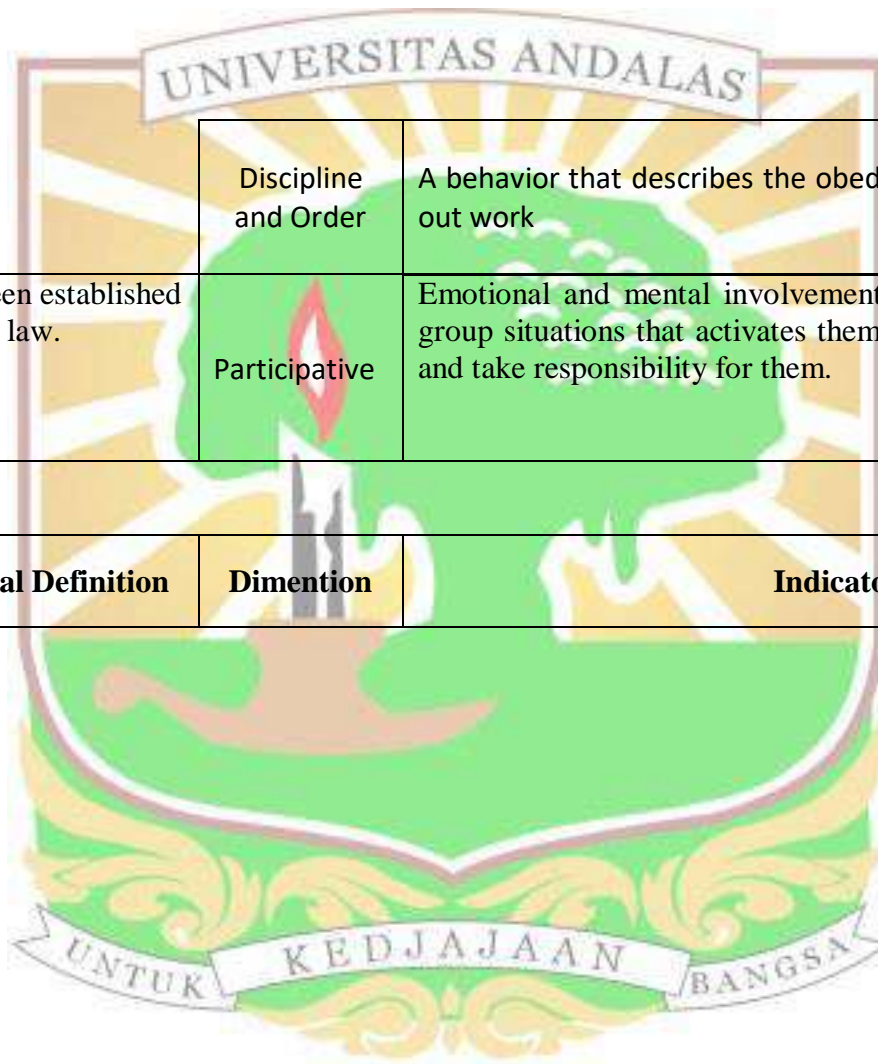 UNIVERSITAS ANDALAS
Discipline
and Order
A behavior that describes the obed
out work
een established
law.
Participative
Emotional and mental involvement
group situations that activates them
and take responsibility for them.
al Definition
Dimention
Indicato
UNTUK KEDJAJAAN BANGSA